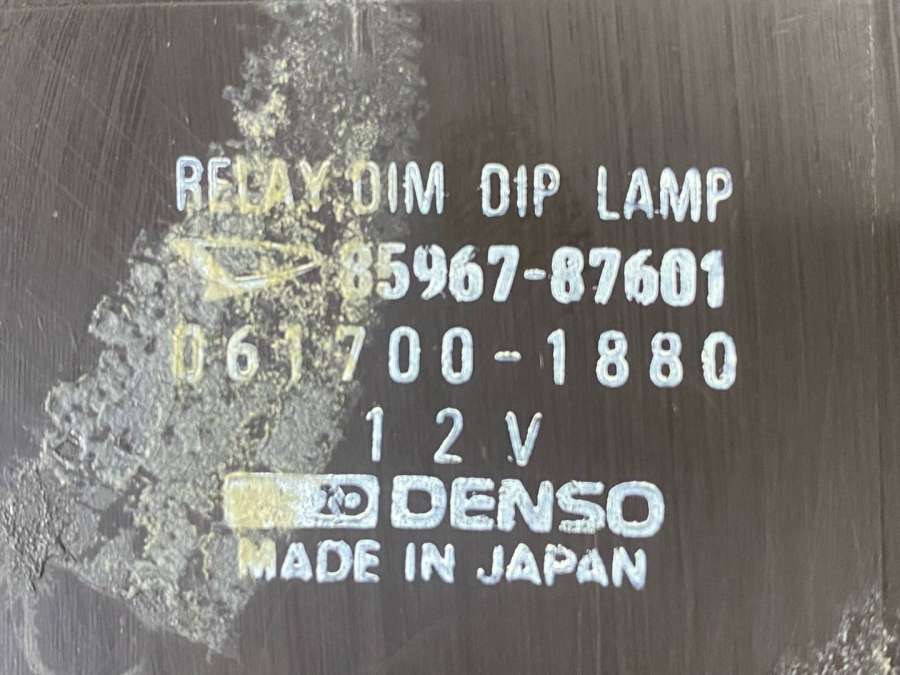 RELAY,DIM DIP LAMP
85967-87601
061700-1880
12V
DENSO
MADE IN JAPAN